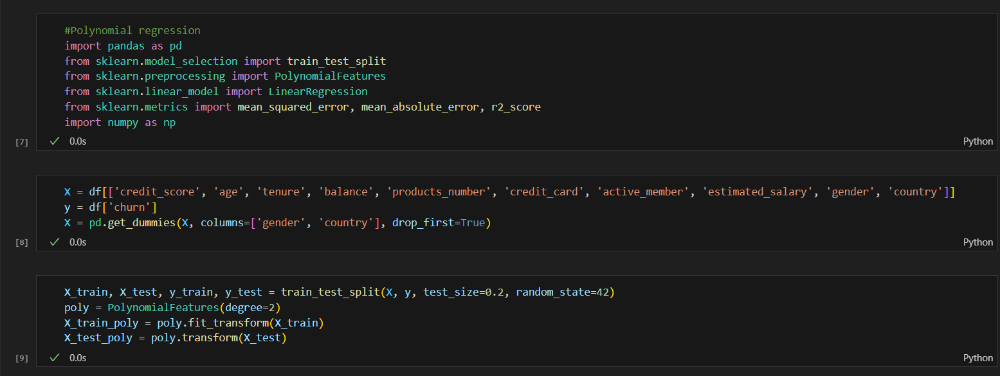 #Polynomial regression
import pandas as pd
from sklearn.model_selection import train_test_split
from sklearn.preprocessing import PolynomialFeatures
from sklearn.linear_model import LinearRegression
from sklearn.metrics import mean_squared_error, mean_absolute_error, r2_score
import numpy as np
[7] ✓ 0.0s Python
X = df[['credit_score', 'age', 'tenure', 'balance', 'products_number', 'credit_card', 'active_member', 'estimated_salary', 'gender', 'country']]
y = df['churn']
X = pd.get_dummies(X, columns=['gender', 'country'], drop_first=True)
[8] ✓ 0.0s Python
X_train, X_test, y_train, y_test = train_test_split(X, y, test_size=0.2, random_state=42)
poly = PolynomialFeatures(degree=2)
X_train_poly = poly.fit_transform(X_train)
X_test_poly = poly.transform(X_test)
[9] ✓ 0.0s Python